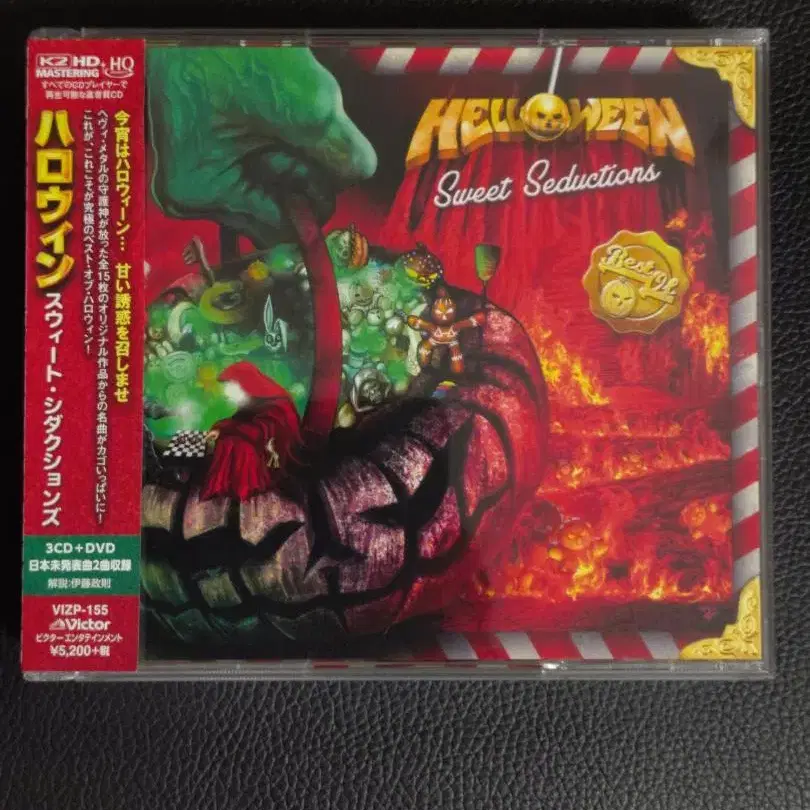 K2HD+HQ
MASTERING
すべてのCDプレイヤーで
再生可能な高音質CD
ハロウィン
スウィート・シダクションズ
今宵はハロウィーン… 甘い誘惑を召しませ
ヘヴィ・メタルの守護神が放った全15枚のオリジナル作品からの名曲がカゴいっぱいに!
これが、これこそが究極のベスト・オブ・ハロウィン!
3CD+DVD
日本未発表曲2曲収録
解説:伊藤政則
VIZP-155
Victor
ビクターエンタテインメント
¥5,200+税
HELLOWEEN
Sweet Seductions
Best Of